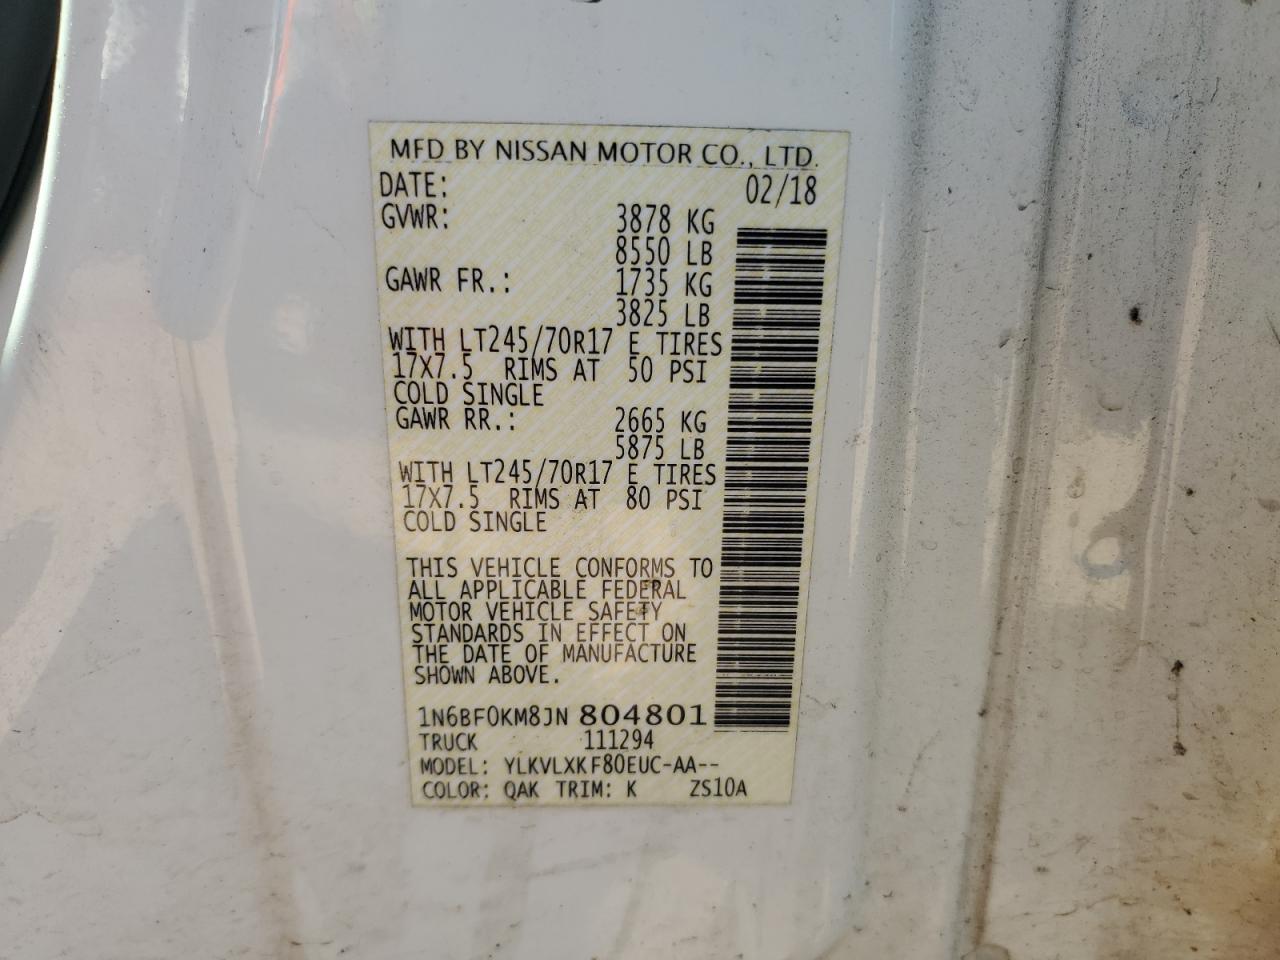 MFD BY NISSAN MOTOR CO., LTD.
DATE: 02/18
GVWR: 3878 KG
8550 LB
GAWR FR.: 1735 KG
3825 LB
WITH LT245/70R17 E TIRES
17X7.5 RIMS AT 50 PSI
COLD SINGLE
GAWR RR.: 2665 KG
5875 LB
WITH LT245/70R17 E TIRES
17X7.5 RIMS AT 80 PSI
COLD SINGLE
THIS VEHICLE CONFORMS TO
ALL APPLICABLE FEDERAL
MOTOR VEHICLE SAFETY
STANDARDS IN EFFECT ON
THE DATE OF MANUFACTURE
SHOWN ABOVE.
1N6BF0KM8JN 804801
TRUCK 111294
MODEL: YLKVLXKF80EUC-AA--
COLOR: QAK TRIM: K ZS10A